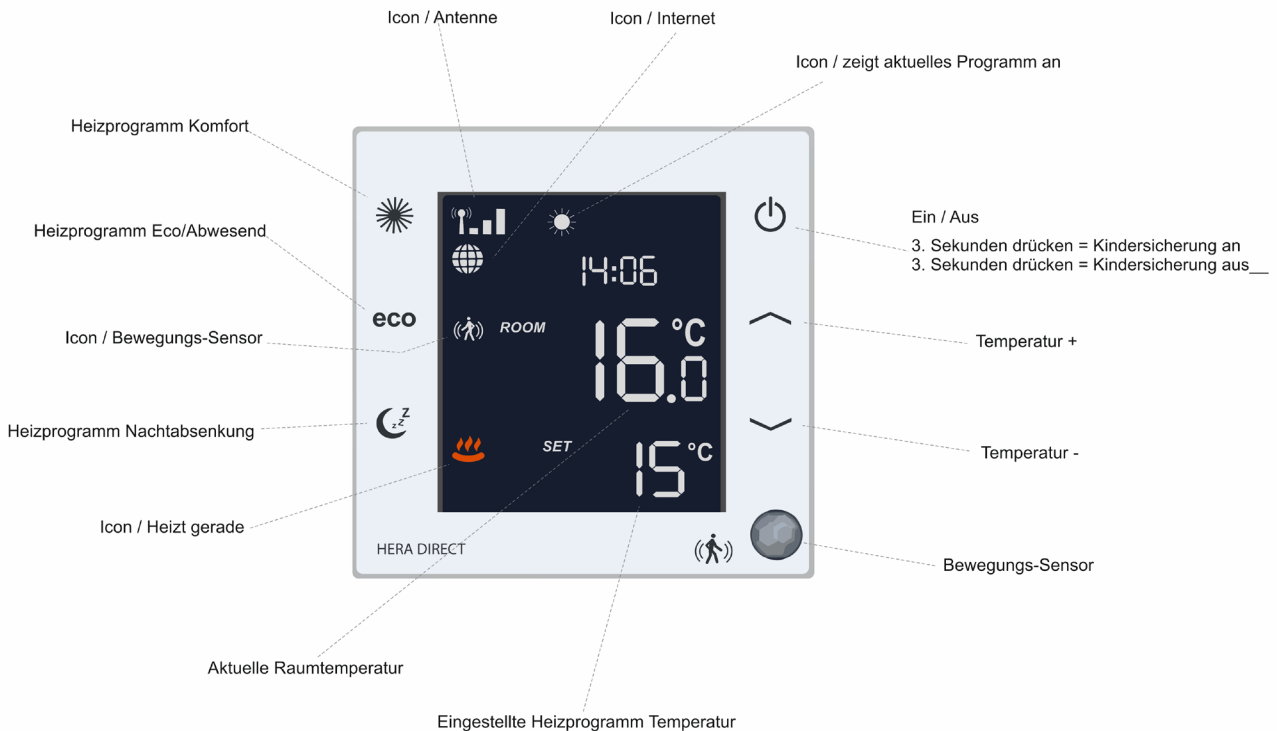 Icon / Antenne
Icon / Internet
Icon / zeigt aktuelles Programm an
Heizprogramm Komfort
Heizprogramm Eco/Abwesend
Icon / Bewegungs-Sensor
Heizprogramm Nachtabsenkung
Icon / Heizt gerade
eco
z z Z
14:06
ROOM
16.0 °C
SET
15 °C
HERA DIRECT
Ein / Aus
3. Sekunden drücken = Kindersicherung an
3. Sekunden drücken = Kindersicherung aus__
Temperatur +
Temperatur -
Bewegungs-Sensor
Aktuelle Raumtemperatur
Eingestellte Heizprogramm Temperatur